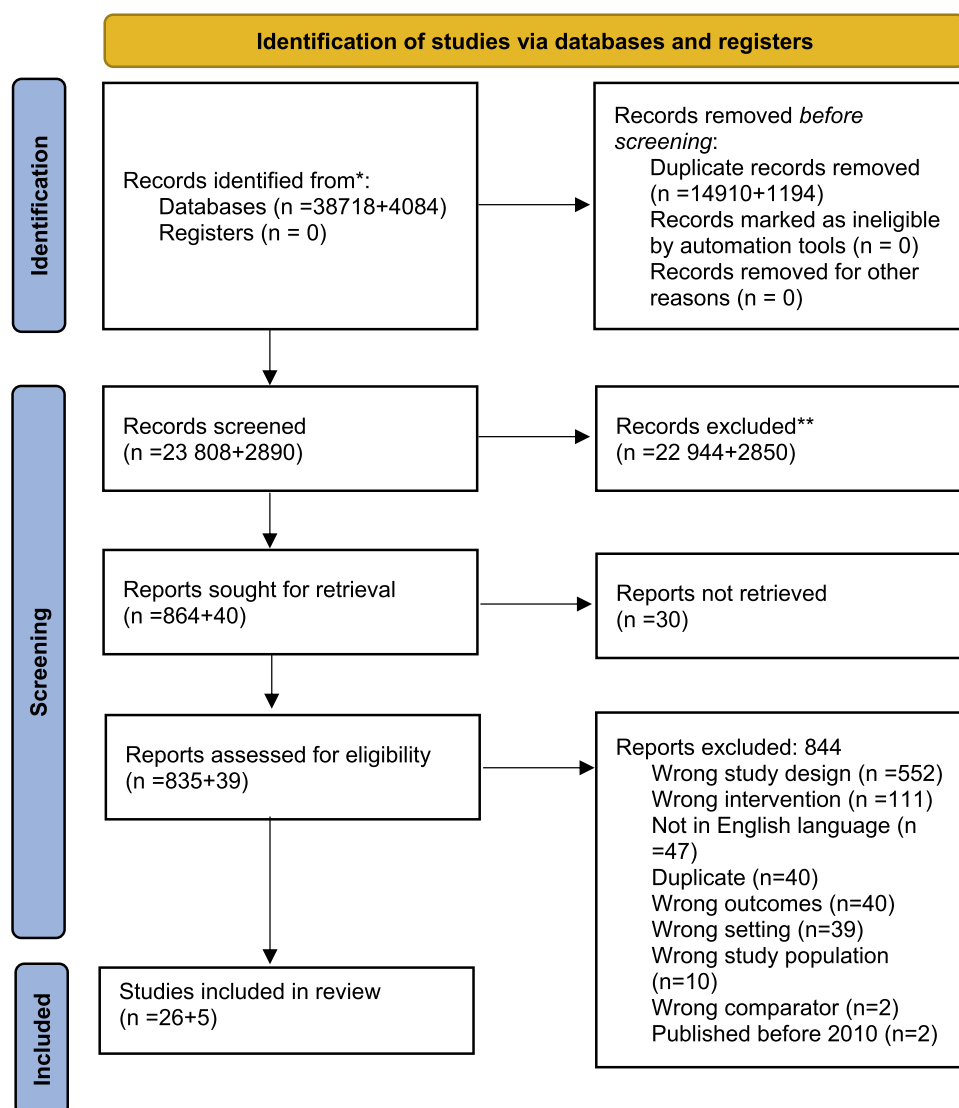 Identification of studies via databases and registers
Identification
Records identified from*:
Databases (n =38718+4084)
Registers (n = 0)
Records removed before
screening:
Duplicate records removed
(n =14910+1194)
Records marked as ineligible
by automation tools (n = 0)
Records removed for other
reasons (n = 0)
Screening
Records screened
(n =23 808+2890)
Records excluded**
(n =22 944+2850)
Reports sought for retrieval
(n =864+40)
Reports not retrieved
(n =30)
Reports assessed for eligibility
(n =835+39)
Reports excluded: 844
Wrong study design (n =552)
Wrong intervention (n =111)
Not in English language (n
=47)
Duplicate (n=40)
Wrong outcomes (n=40)
Wrong setting (n=39)
Wrong study population
(n=10)
Wrong comparator (n=2)
Published before 2010 (n=2)
Included
Studies included in review
(n =26+5)